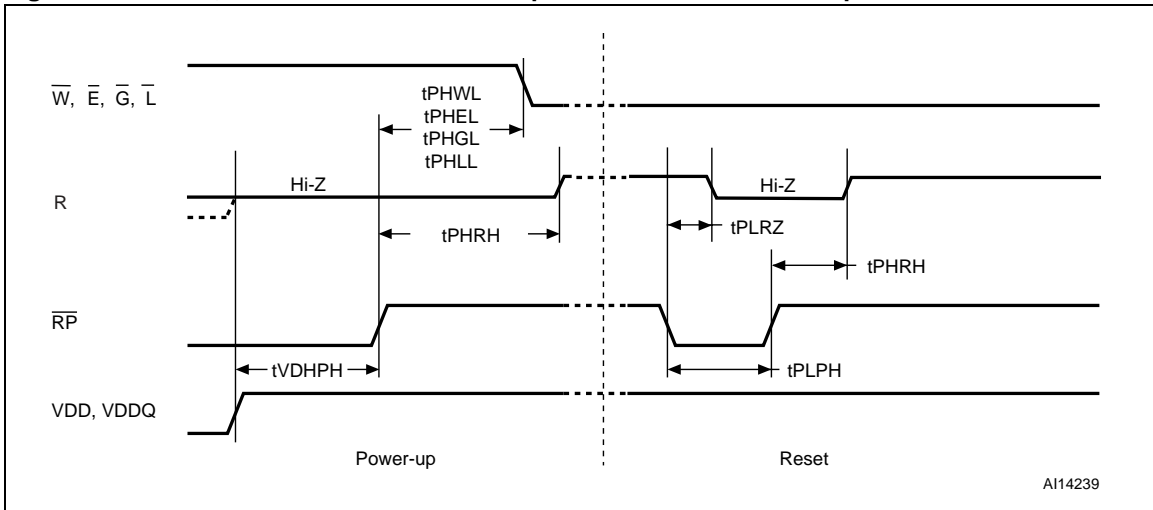 W, E, G, L
tPHWL
tPHEL
tPHGL
tPHLL
R
Hi-Z
Hi-Z
tPLRZ
tPHRH
tPHRH
RP
tVDHPH
tPLPH
VDD, VDDQ
Power-up
Reset
AI14239